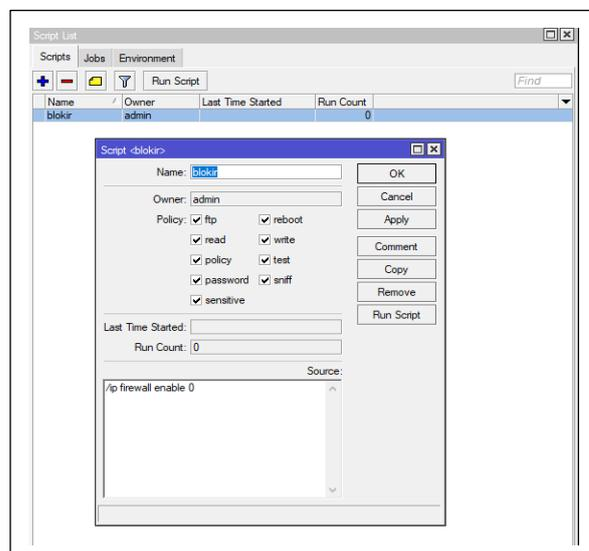 Script List
Scripts Jobs Environment
Run Script Find
Name Owner Last Time Started Run Count
blokir admin 0
Script <blokir>
Name: blokir
OK
Owner: admin
Cancel
Policy: ftp reboot
Apply
read write
policy test
Comment
password sniff
Copy
sensitive
Remove
Last Time Started:
Run Script
Run Count: 0
Source:
/ip firewall enable 0